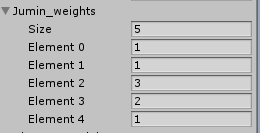 Jumin_weights
Size 5
Element 0 1
Element 1 1
Element 2 3
Element 3 2
Element 4 1